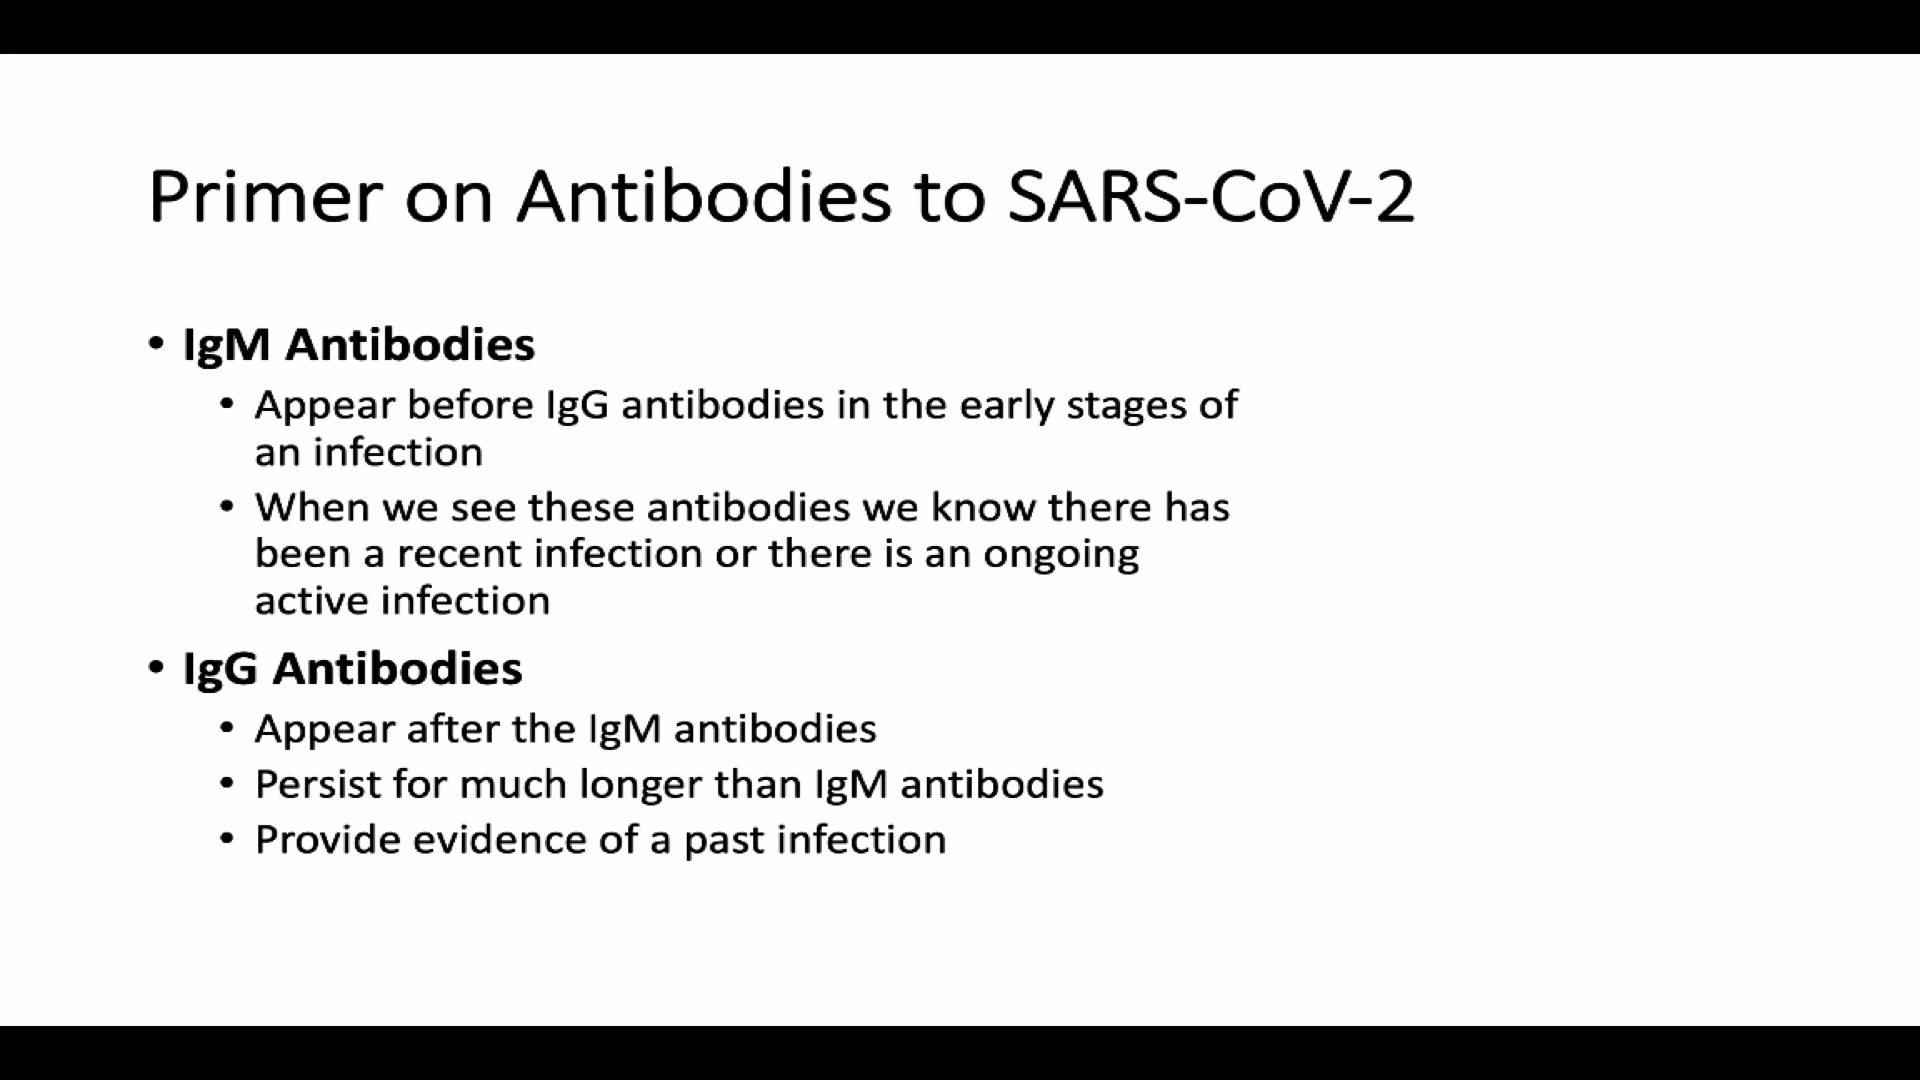 Primer on Antibodies to SARS-CoV-2
• IgM Antibodies
• Appear before IgG antibodies in the early stages of
an infection
• When we see these antibodies we know there has
been a recent infection or there is an ongoing
active infection
• IgG Antibodies
• Appear after the IgM antibodies
• Persist for much longer than IgM antibodies
• Provide evidence of a past infection